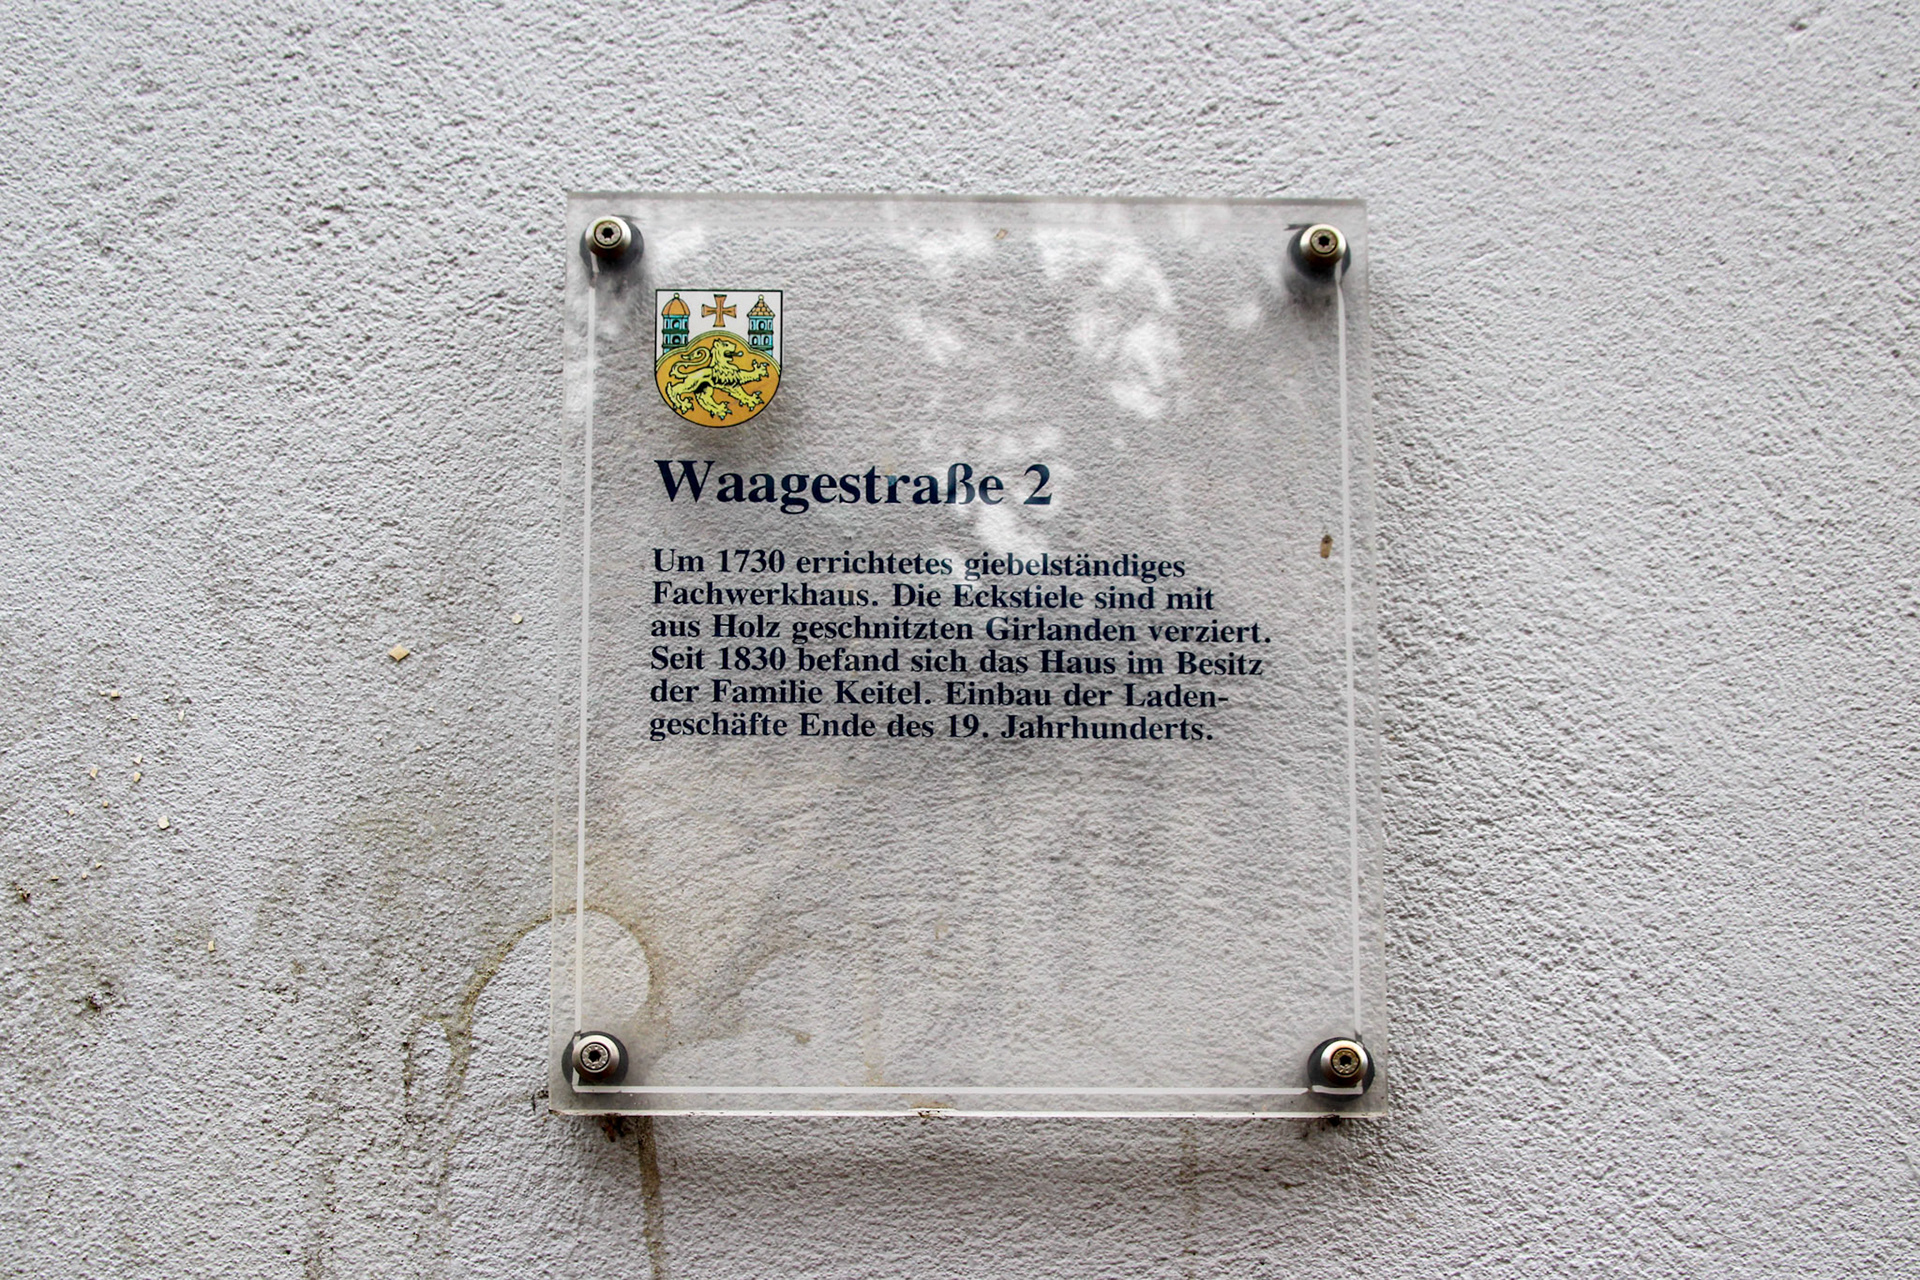 Waagestraße 2
Um 1730 errichtetes giebelständiges
Fachwerkhaus. Die Eckstiele sind mit
aus Holz geschnitzten Girlanden verziert.
Seit 1830 befand sich das Haus im Besitz
der Familie Keitel. Einbau der Laden-
geschäfte Ende des 19. Jahrhunderts.